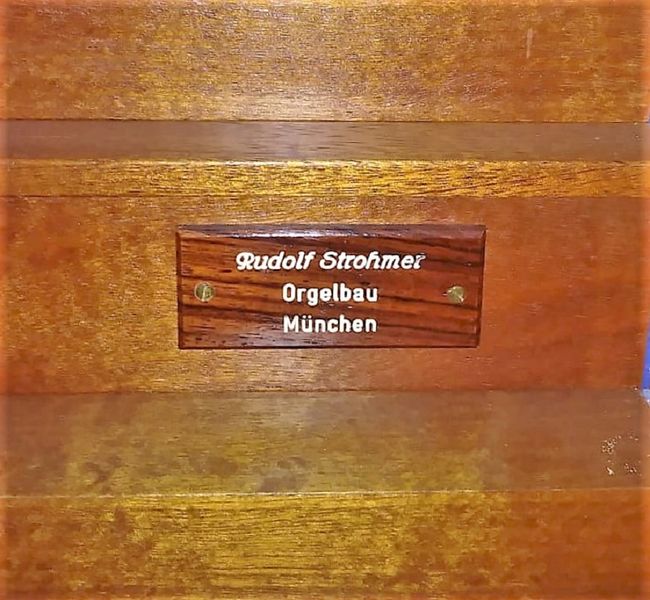 Rudolf Strohmer
Orgelbau
München